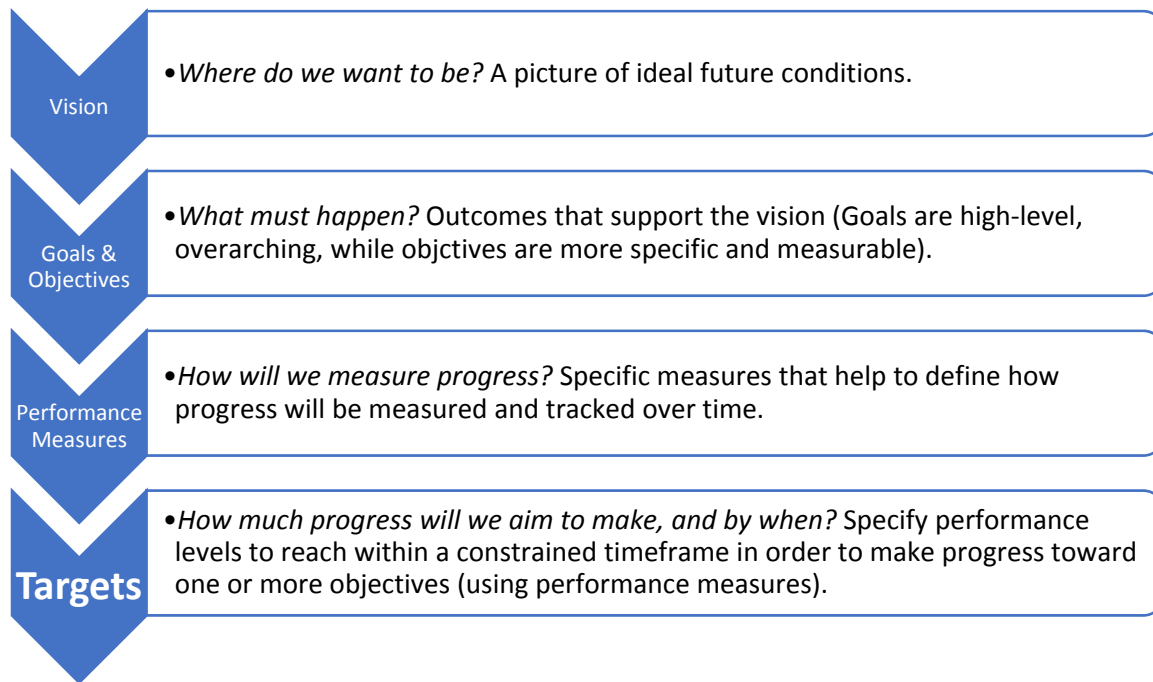 Vision
•Where do we want to be? A picture of ideal future conditions.
Goals &
Objectives
•What must happen? Outcomes that support the vision (Goals are high-level,
overarching, while objctives are more specific and measurable).
Performance
Measures
•How will we measure progress? Specific measures that help to define how
progress will be measured and tracked over time.
Targets
•How much progress will we aim to make, and by when? Specify performance
levels to reach within a constrained timeframe in order to make progress toward
one or more objectives (using performance measures).